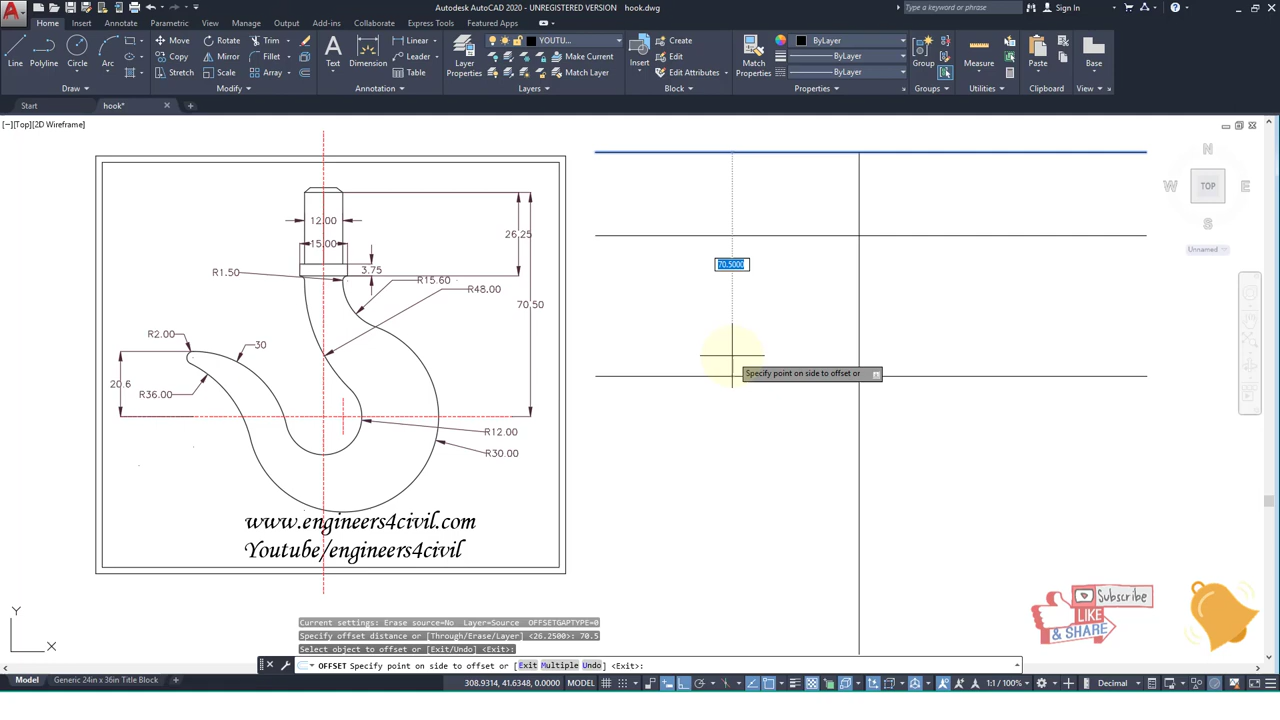 Autodesk AutoCAD 2020 - UNREGISTERED VERSION hook.dwg
Type a keyword or phrase
Sign In
Home Insert Annotate Parametric View Manage Output Add-ins Collaborate Express Tools Featured Apps
Line Polyline Circle Arc
Move Rotate Trim
Copy Mirror Fillet
Stretch Scale Array
Text Dimension
Linear
Leader
Table
Layer Properties
YOUTU...
Make Current
Match Layer
Insert
Create
Edit
Edit Attributes
Match Properties
ByLayer
ByLayer
ByLayer
Group
Measure
Paste
Base
Draw Modify Annotation Layers Block Properties Groups Utilities Clipboard View
Start hook*
[−][Top][2D Wireframe]
N
W TOP E
S
Unnamed
12.00
26.25
15.00
3.75
R1.50
R15.60
R48.00
70.50
R2.00
30
20.6
R36.00
R12.00
R30.00
www.engineers4civil.com
Youtube/engineers4civil
70.5000
Specify point on side to offset or
Subscribe
LIKE
& SHARE
Y
X
Current settings: Erase source=No Layer=Source OFFSETGAPTYPE=0
Specify offset distance or [Through/Erase/Layer] <26.2500>: 70.5
Select object to offset or [Exit/Undo] <Exit>:
OFFSET Specify point on side to offset or [Exit Multiple Undo] <Exit>:
Model Generic 24in x 36in Title Block
308.9314, 41.6348, 0.0000 MODEL
1:1 / 100%
Decimal